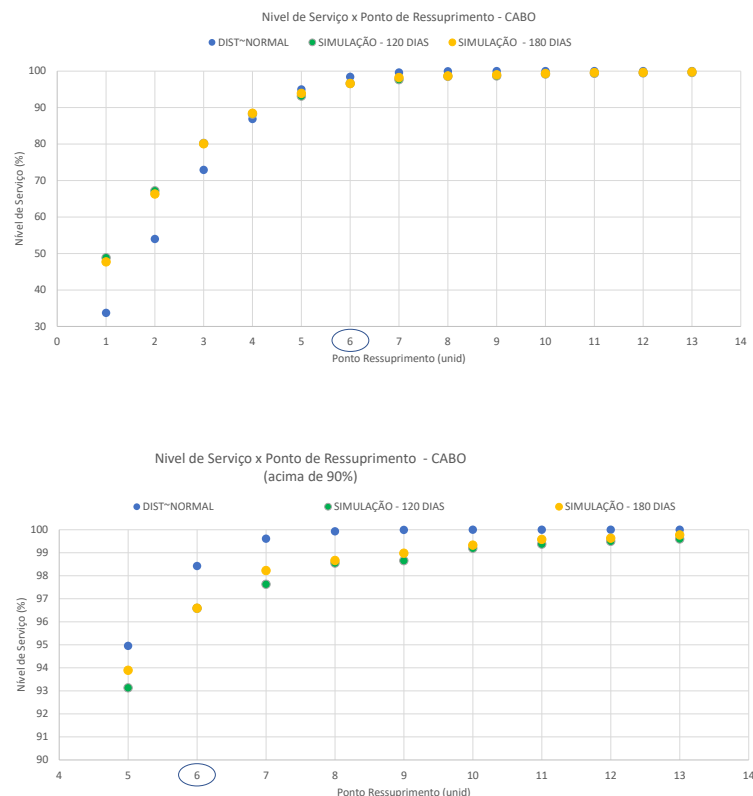 Nivel de Serviço x Ponto de Ressuprimento - CABO
DIST~NORMAL SIMULAÇÃO - 120 DIAS SIMULAÇÃO - 180 DIAS
100
90
80
70
60
50
40
30
Nível de Serviço (%)
0 1 2 3 4 5 6 7 8 9 10 11 12 13 14
Ponto Ressuprimento (unid)
Nivel de Serviço x Ponto de Ressuprimento - CABO
(acima de 90%)
DIST~NORMAL SIMULAÇÃO - 120 DIAS SIMULAÇÃO - 180 DIAS
100
99
98
97
96
95
94
93
92
91
90
Nível de Serviço (%)
4 5 6 7 8 9 10 11 12 13 14
Ponto Ressuprimento (unid)